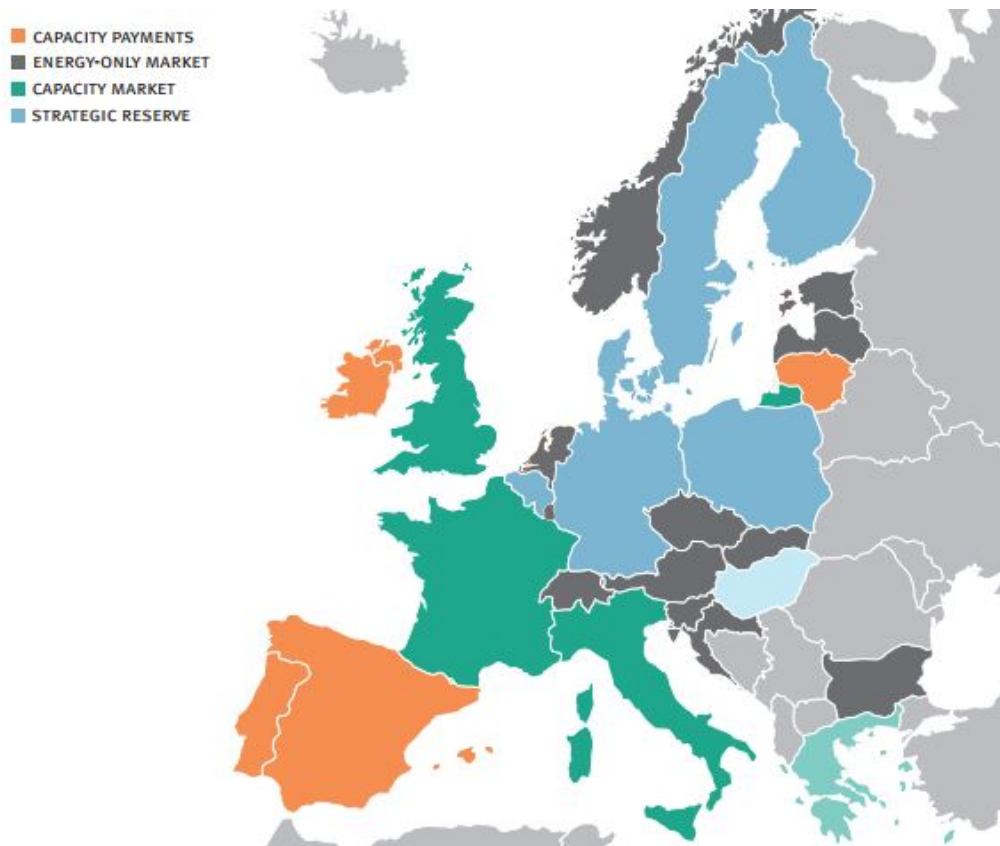 CAPACITY PAYMENTS
ENERGY-ONLY MARKET
CAPACITY MARKET
STRATEGIC RESERVE